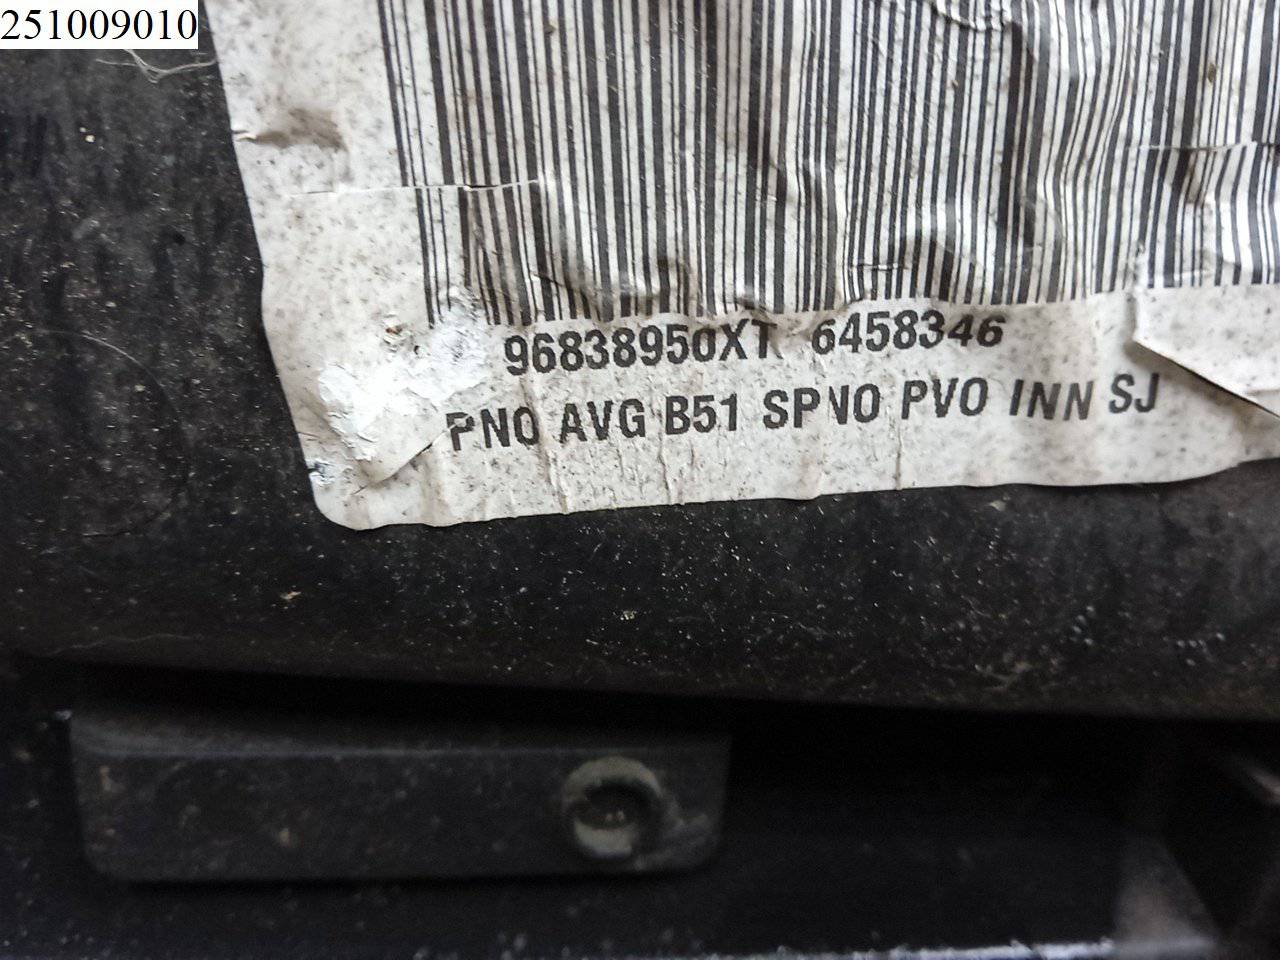 251009010
96838950XT 6458346
PNO AVG B51 SPNO PVO INN SJ